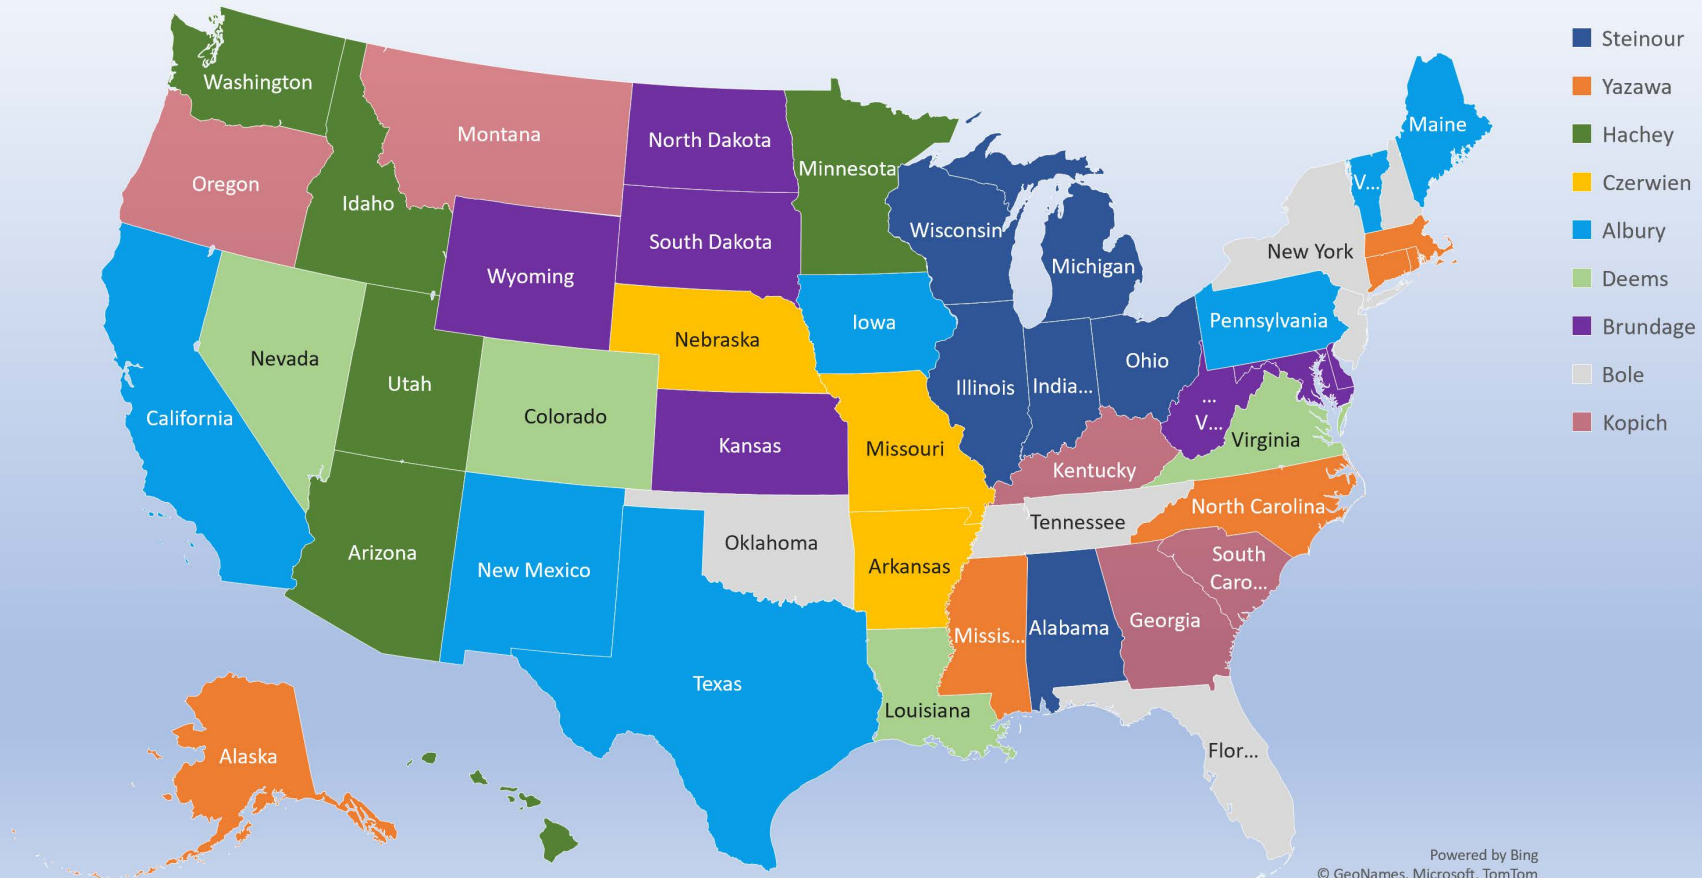 Washington
Montana
North Dakota
Minnesota
Maine
Oregon
Idaho
V...
South Dakota
Wisconsin
New York
Michigan
Wyoming
Iowa
Pennsylvania
Nebraska
Nevada
Utah
Ohio
Illinois
India...
Colorado
California
...
V...
Kansas
Missouri
Virginia
Kentucky
North Carolina
Tennessee
Arizona
Oklahoma
New Mexico
Arkansas
South
Caro...
Georgia
Missis...
Alabama
Texas
Louisiana
Alaska
Flor...
Steinour
Yazawa
Hachey
Czerwien
Albury
Deems
Brundage
Bole
Kopich
Powered by Bing
© GeoNames, Microsoft, TomTom